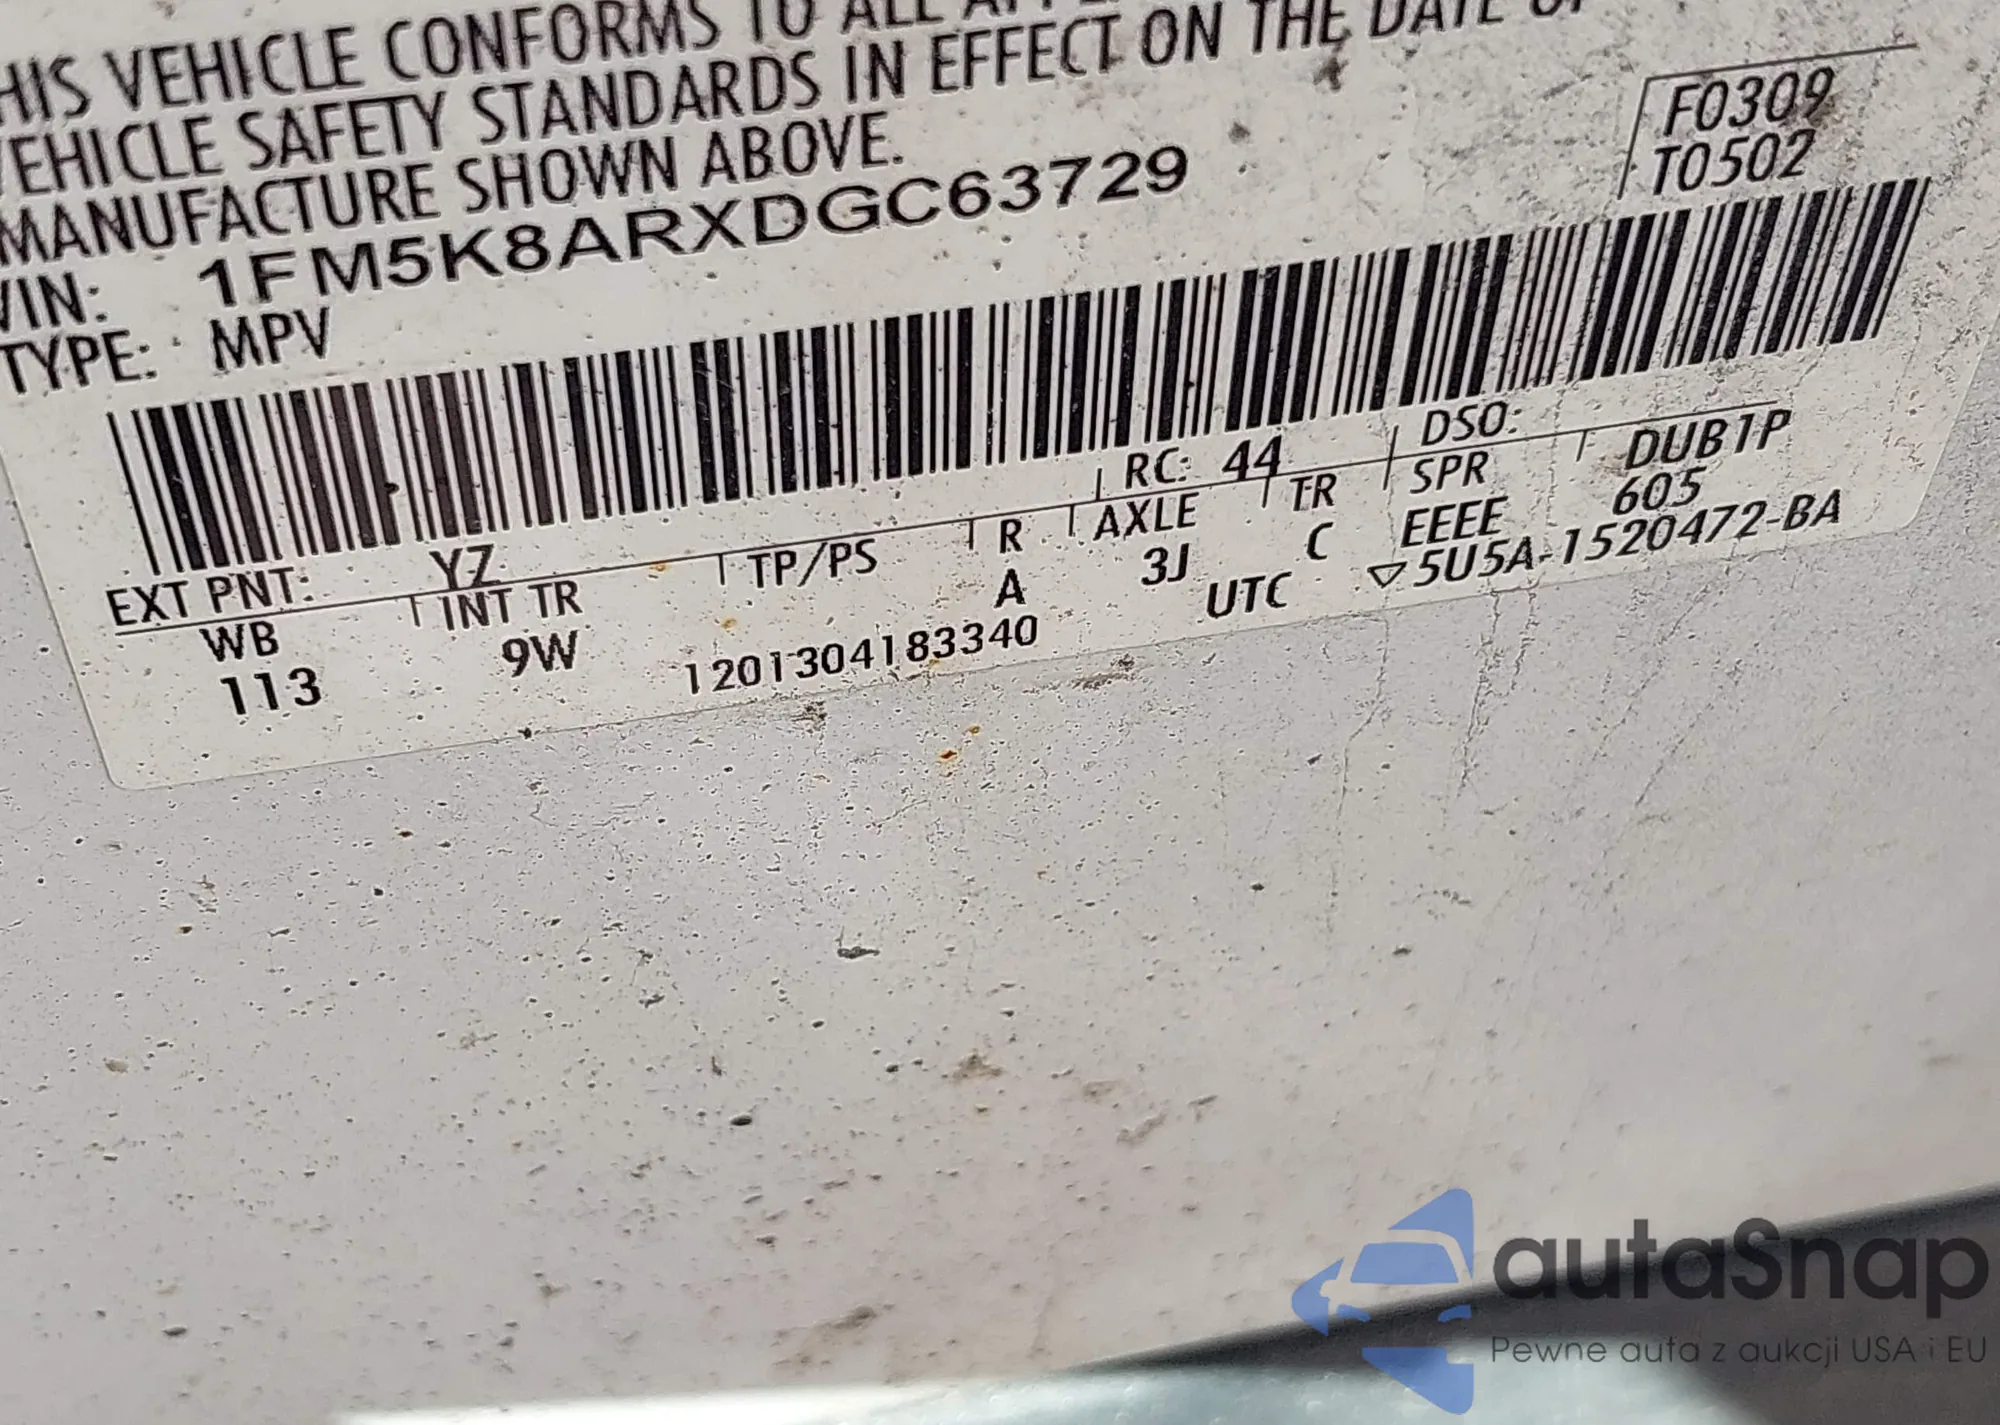 THIS VEHICLE CONFORMS TO ALL
VEHICLE SAFETY STANDARDS IN EFFECT ON THE DATE OF
MANUFACTURE SHOWN ABOVE.
F0309
T0502
VIN: 1FM5K8ARXDGC63729
TYPE: MPV
EXT PNT: YZ RC: 44 DSO:
WB INT TR TP/PS R AXLE TR SPR DUB1P
113 9W A 3J C EEEE 605
1201304183340 UTC ▽5U5A-1520472-BA
autaSnap
Pewne auta z aukcji USA i EU